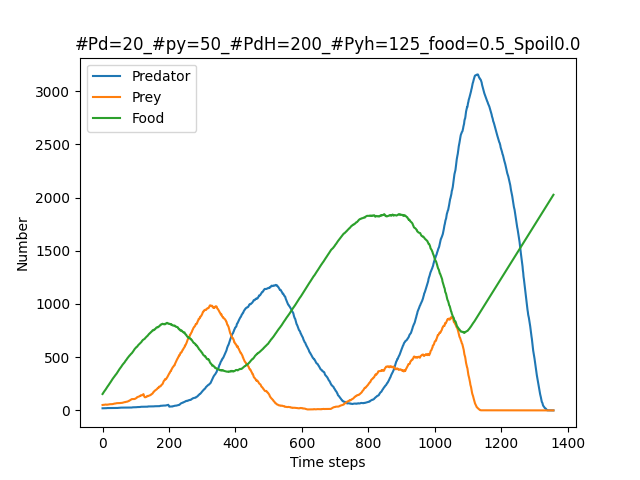 #Pd=20_#py=50_#PdH=200_#Pyh=125_food=0.5_Spoil0.0
Predator
Prey
Food
3000
2500
2000
1500
1000
500
0
Number
0 200 400 600 800 1000 1200 1400
Time steps